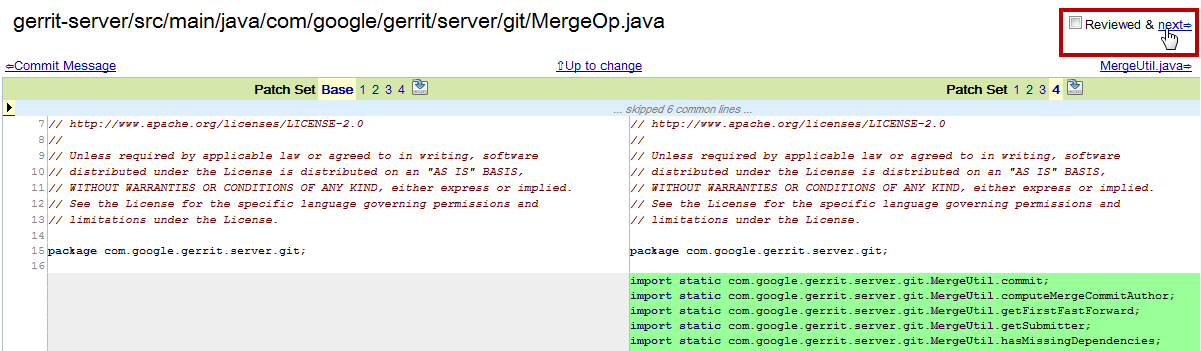 gerrit-server/src/main/java/com/google/gerrit/server/git/MergeOp.java
Reviewed & next⇨
⇦Commit Message ⇧Up to change MergeUtil.java⇨
Patch Set Base 1 2 3 4 Patch Set 1 2 3 4
... skipped 6 common lines ...
7 // http://www.apache.org/licenses/LICENSE-2.0 // http://www.apache.org/licenses/LICENSE-2.0
8 // //
9 // Unless required by applicable law or agreed to in writing, software // Unless required by applicable law or agreed to in writing, software
10 // distributed under the License is distributed on an "AS IS" BASIS, // distributed under the License is distributed on an "AS IS" BASIS,
11 // WITHOUT WARRANTIES OR CONDITIONS OF ANY KIND, either express or implied. // WITHOUT WARRANTIES OR CONDITIONS OF ANY KIND, either express or implied.
12 // See the License for the specific language governing permissions and // See the License for the specific language governing permissions and
13 // limitations under the License. // limitations under the License.
14
15 package com.google.gerrit.server.git; package com.google.gerrit.server.git;
16
import static com.google.gerrit.server.git.MergeUtil.commit;
import static com.google.gerrit.server.git.MergeUtil.computeMergeCommitAuthor;
import static com.google.gerrit.server.git.MergeUtil.getFirstFastForward;
import static com.google.gerrit.server.git.MergeUtil.getSubmitter;
import static com.google.gerrit.server.git.MergeUtil.hasMissingDependencies;